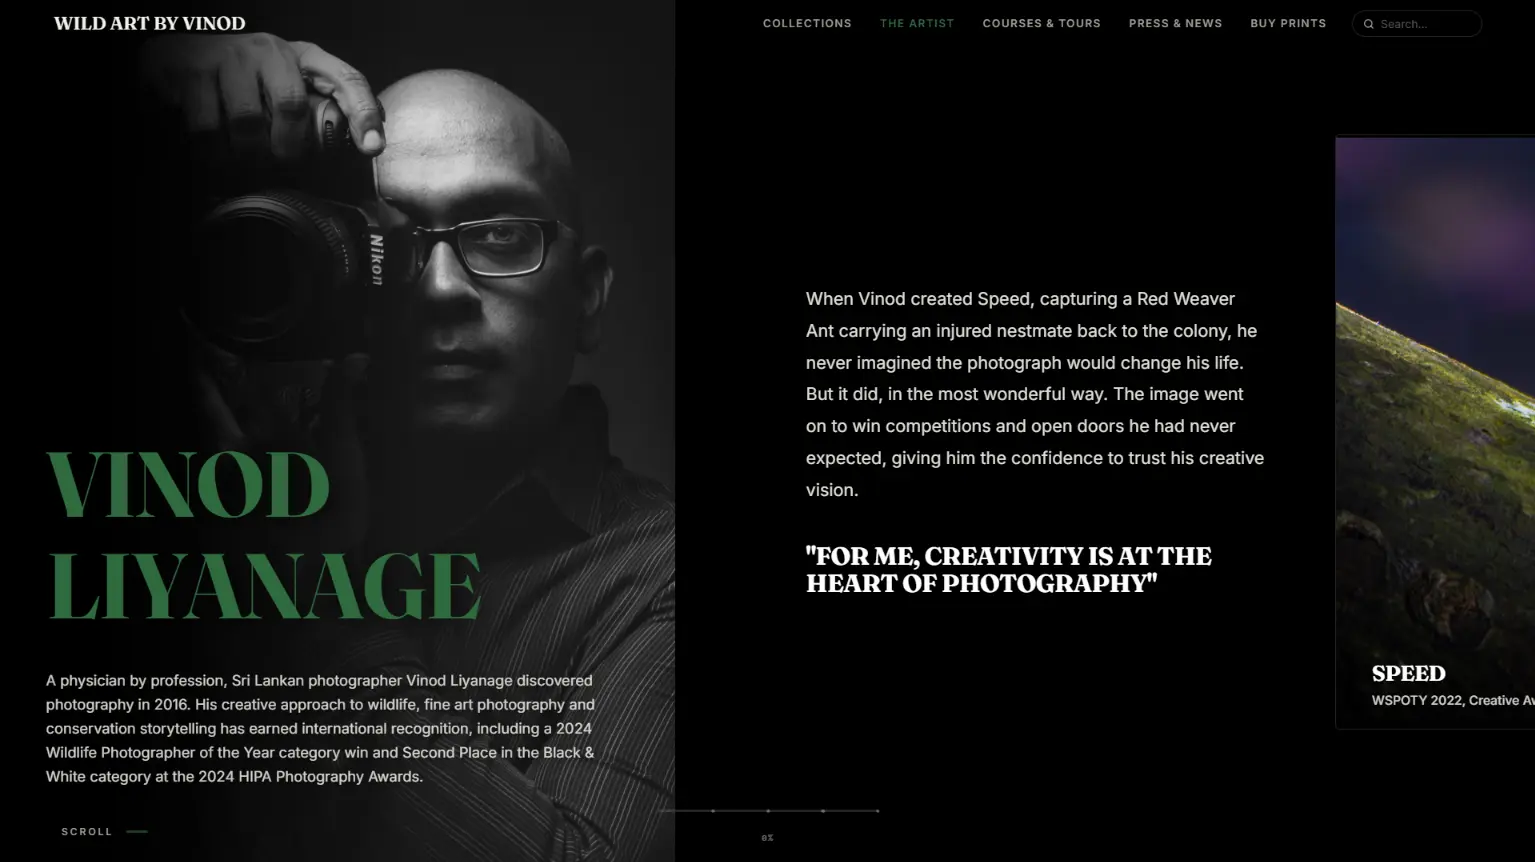 WILD ART BY VINOD
COLLECTIONS THE ARTIST COURSES & TOURS PRESS & NEWS BUY PRINTS Search...
Nikon
VINOD
LIYANAGE
A physician by profession, Sri Lankan photographer Vinod Liyanage discovered
photography in 2016. His creative approach to wildlife, fine art photography and
conservation storytelling has earned international recognition, including a 2024
Wildlife Photographer of the Year category win and Second Place in the Black &
White category at the 2024 HIPA Photography Awards.
SCROLL
When Vinod created Speed, capturing a Red Weaver
Ant carrying an injured nestmate back to the colony, he
never imagined the photograph would change his life.
But it did, in the most wonderful way. The image went
on to win competitions and open doors he had never
expected, giving him the confidence to trust his creative
vision.
"FOR ME, CREATIVITY IS AT THE
HEART OF PHOTOGRAPHY"
0%
SPEED
WSPOTY 2022, Creative Aw